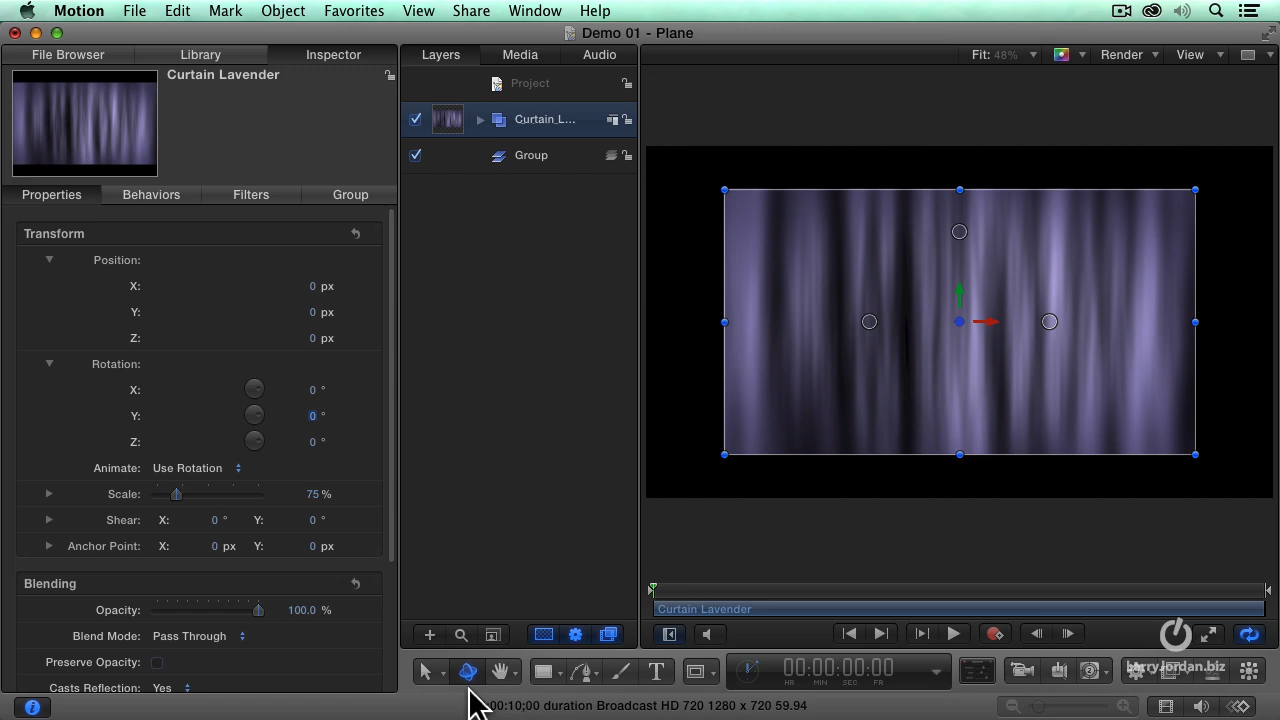 Motion File Edit Mark Object Favorites View Share Window Help
Demo 01 - Plane
File Browser Library Inspector
Layers Media Audio
Fit: 48% Render View
Curtain Lavender
Project
Curtain_L...
Group
Properties Behaviors Filters Group
Transform
Position:
X: 0 px
Y: 0 px
Z: 0 px
Rotation:
X: 0 °
Y: 0 °
Z: 0 °
Animate: Use Rotation
Scale: 75 %
Shear: X: 0 ° Y: 0 °
Anchor Point: X: 0 px Y: 0 px
Blending
Opacity: 100.0 %
Blend Mode: Pass Through
Preserve Opacity:
Casts Reflection: Yes
Curtain Lavender
T
00:00:00:00
HR MIN SEC FR
larryjordan.biz
00:10;00 duration Broadcast HD 720 1280 x 720 59.94